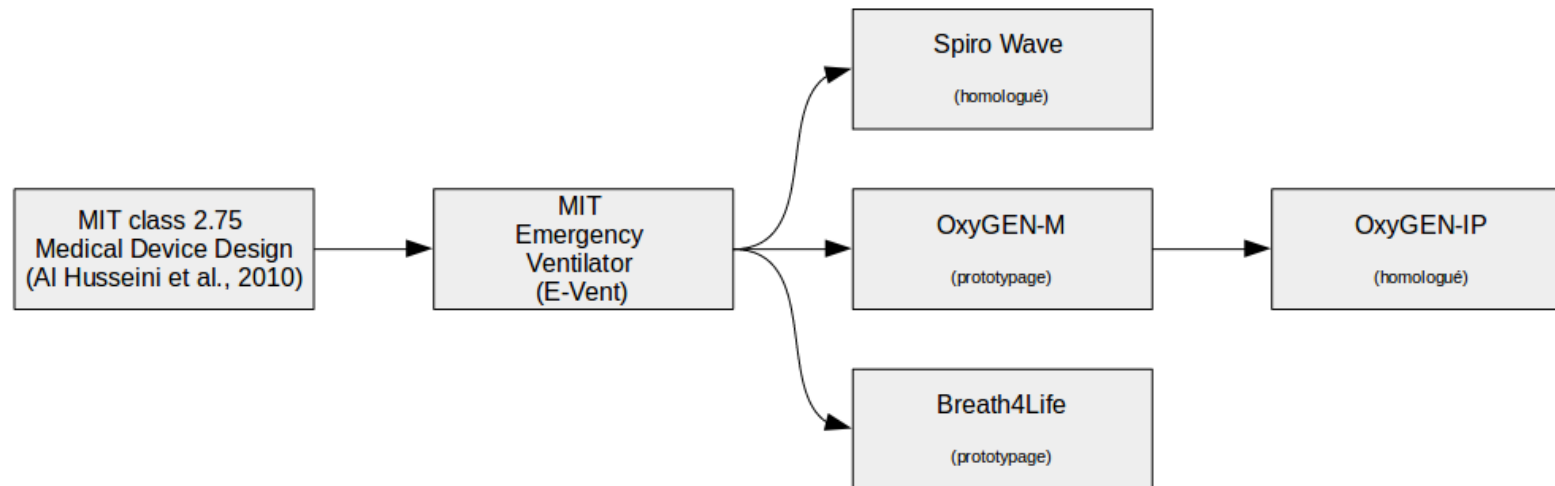 MIT class 2.75
Medical Device Design
(Al Husseini et al., 2010)
MIT
Emergency
Ventilator
(E-Vent)
Spiro Wave
(homologué)
OxyGEN-M
(prototypage)
Breath4Life
(prototypage)
OxyGEN-IP
(homologué)